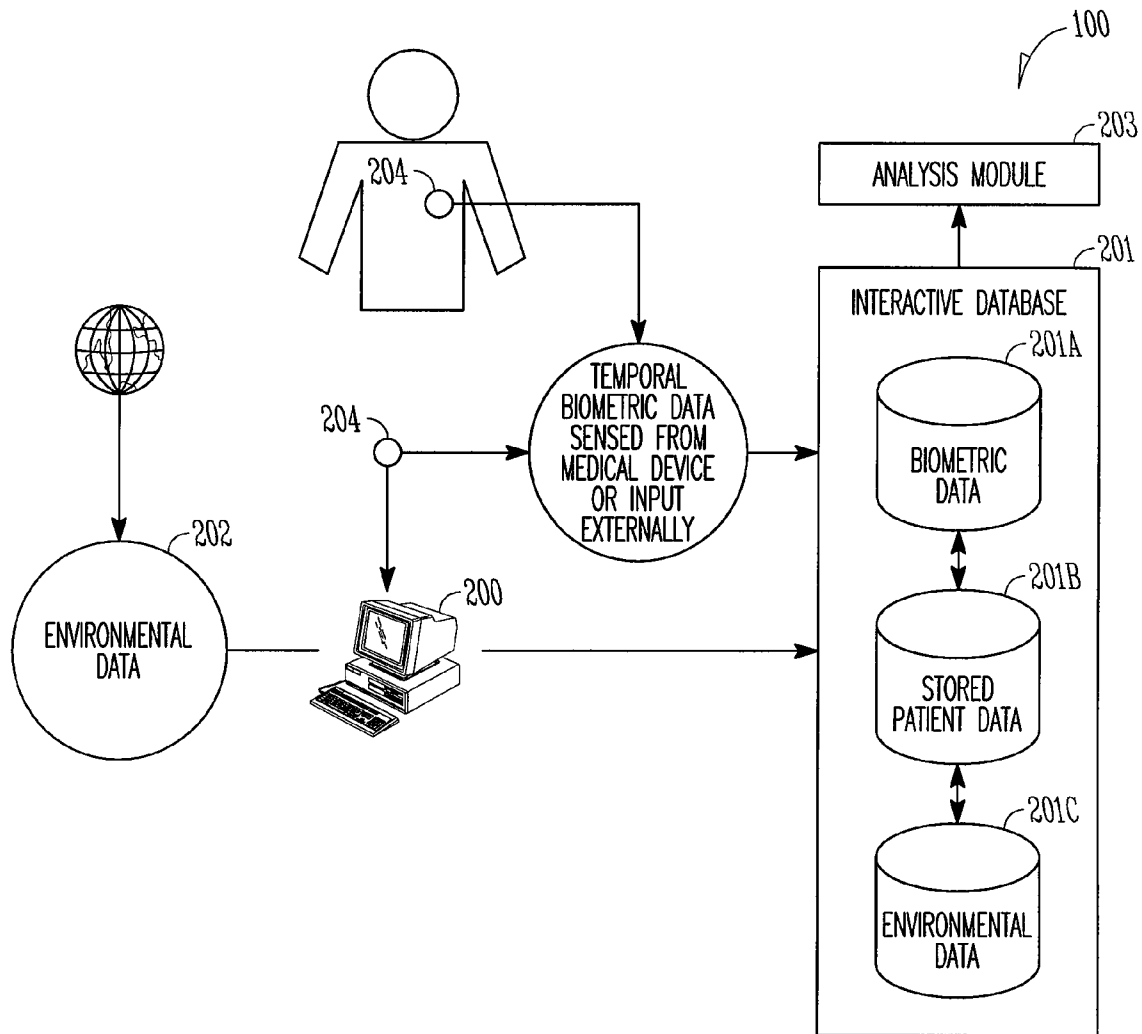 100
203
ANALYSIS MODULE
204
201
INTERACTIVE DATABASE
201A
BIOMETRIC
DATA
TEMPORAL
BIOMETRIC DATA
SENSED FROM
MEDICAL DEVICE
OR INPUT
EXTERNALLY
204
202
ENVIRONMENTAL
DATA
200
201B
STORED
PATIENT DATA
201C
ENVIRONMENTAL
DATA